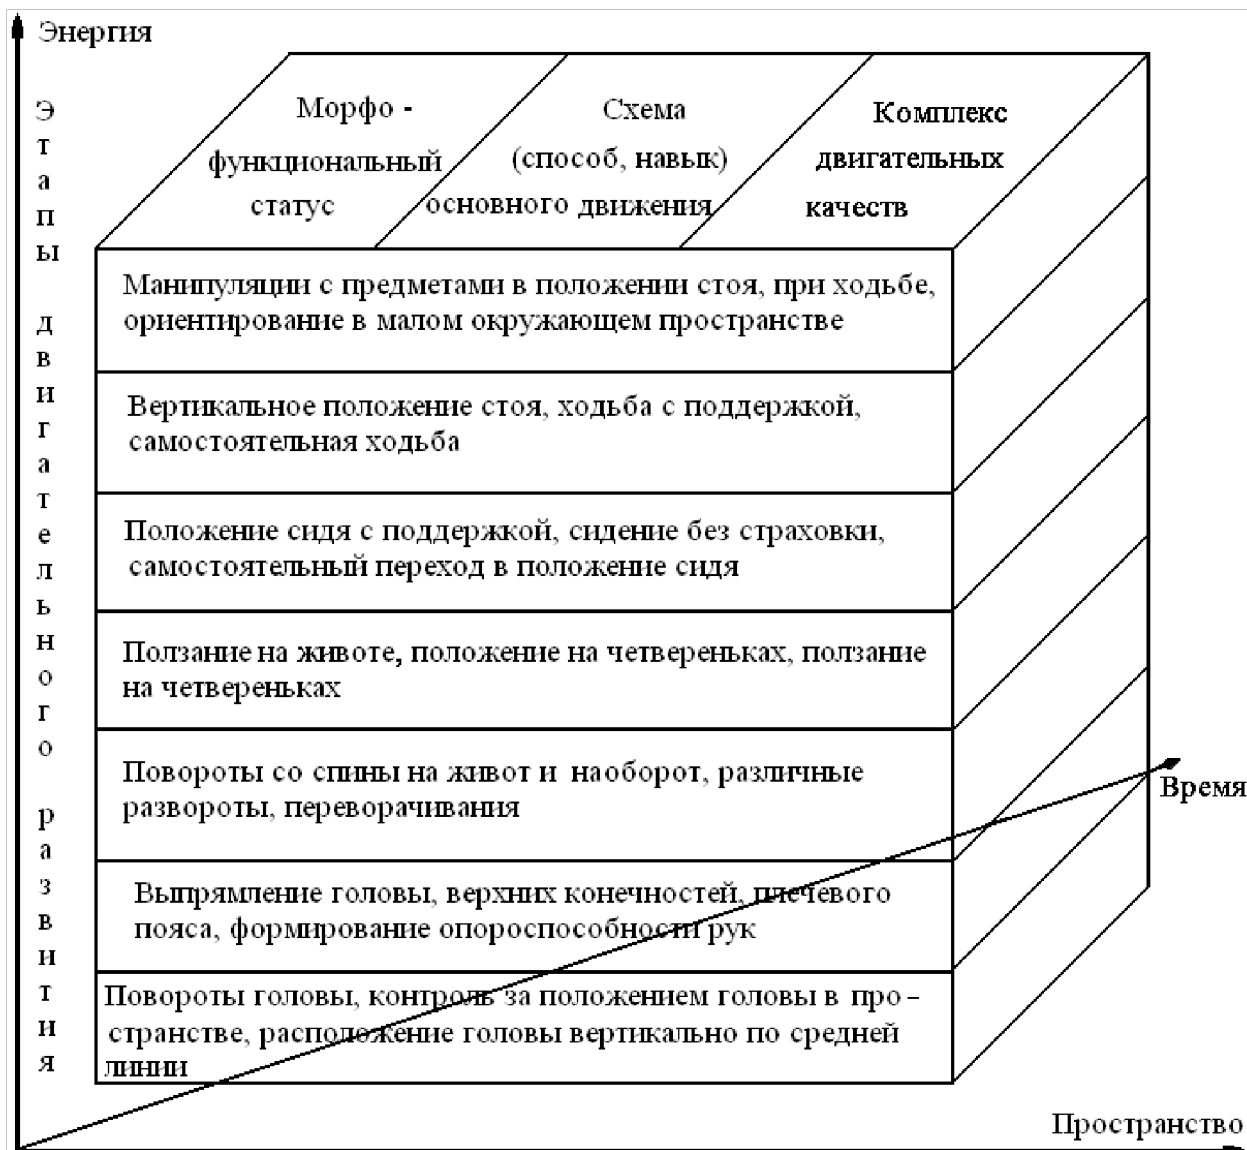 Энергия
Этапы двигательного развития
Морфо -
функциональный
статус
Схема
(способ, навык)
основного движения
Комплекс
двигательных
качеств
Манипуляции с предметами в положении стоя, при ходьбе,
ориентирование в малом окружающем пространстве
Вертикальное положение стоя, ходьба с поддержкой,
самостоятельная ходьба
Положение сидя с поддержкой, сидение без страховки,
самостоятельный переход в положение сидя
Ползание на животе, положение на четвереньках, ползание
на четвереньках
Повороты со спины на живот и наоборот, различные
развороты, переворачивания
Время
Выпрямление головы, верхних конечностей, плечевого
пояса, формирование опороспособности рук
Повороты головы, контроль за положением головы в про -
странстве, расположение головы вертикально по средней
линии
Пространство